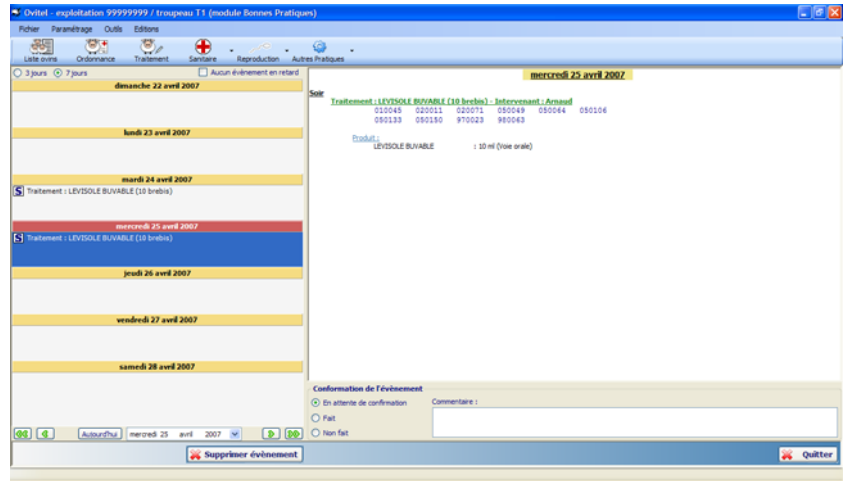 Ovitel - exploitation 99999999 / troupeau T1 (module Bonnes Pratiques)
Fichier Paramétrage Outils Editions
Liste ovins Ordonnance Traitement Sanitaire Reproduction Autres Pratiques
3 jours 7 jours Aucun évènement en retard
dimanche 22 avril 2007
lundi 23 avril 2007
mardi 24 avril 2007
S Traitement : LEVISOLE BUVABLE (10 brebis)
mercredi 25 avril 2007
S Traitement : LEVISOLE BUVABLE (10 brebis)
jeudi 26 avril 2007
vendredi 27 avril 2007
samedi 28 avril 2007
Aujourd'hui mercredi 25 avril 2007
Supprimer évènement
mercredi 25 avril 2007
Soir
Traitement : LEVISOLE BUVABLE (10 brebis) - Intervenant : Arnaud
010045 020011 020071 050049 050064 050106
050133 050150 970023 980063
Produit :
LEVISOLE BUVABLE : 10 ml (Voie orale)
Conformation de l'évènement
En attente de confirmation Commentaire :
Fait
Non fait
Quitter